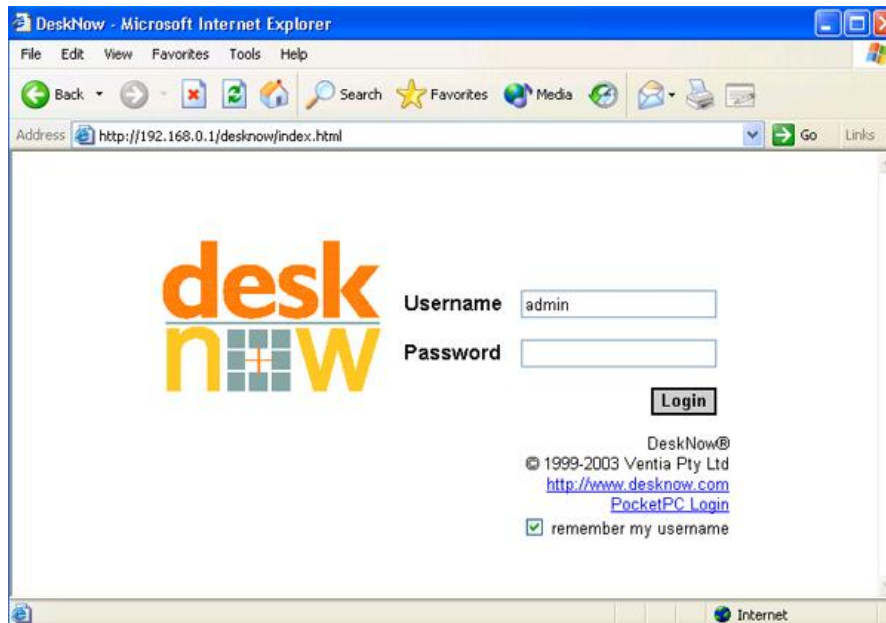 DeskNow - Microsoft Internet Explorer
File Edit View Favorites Tools Help
Back Search Favorites Media
Address http://192.168.0.1/desknow/index.html Go Links
desk
now
Username admin
Password
Login
DeskNow®
© 1999-2003 Ventia Pty Ltd
http://www.desknow.com
PocketPC Login
remember my username
Internet